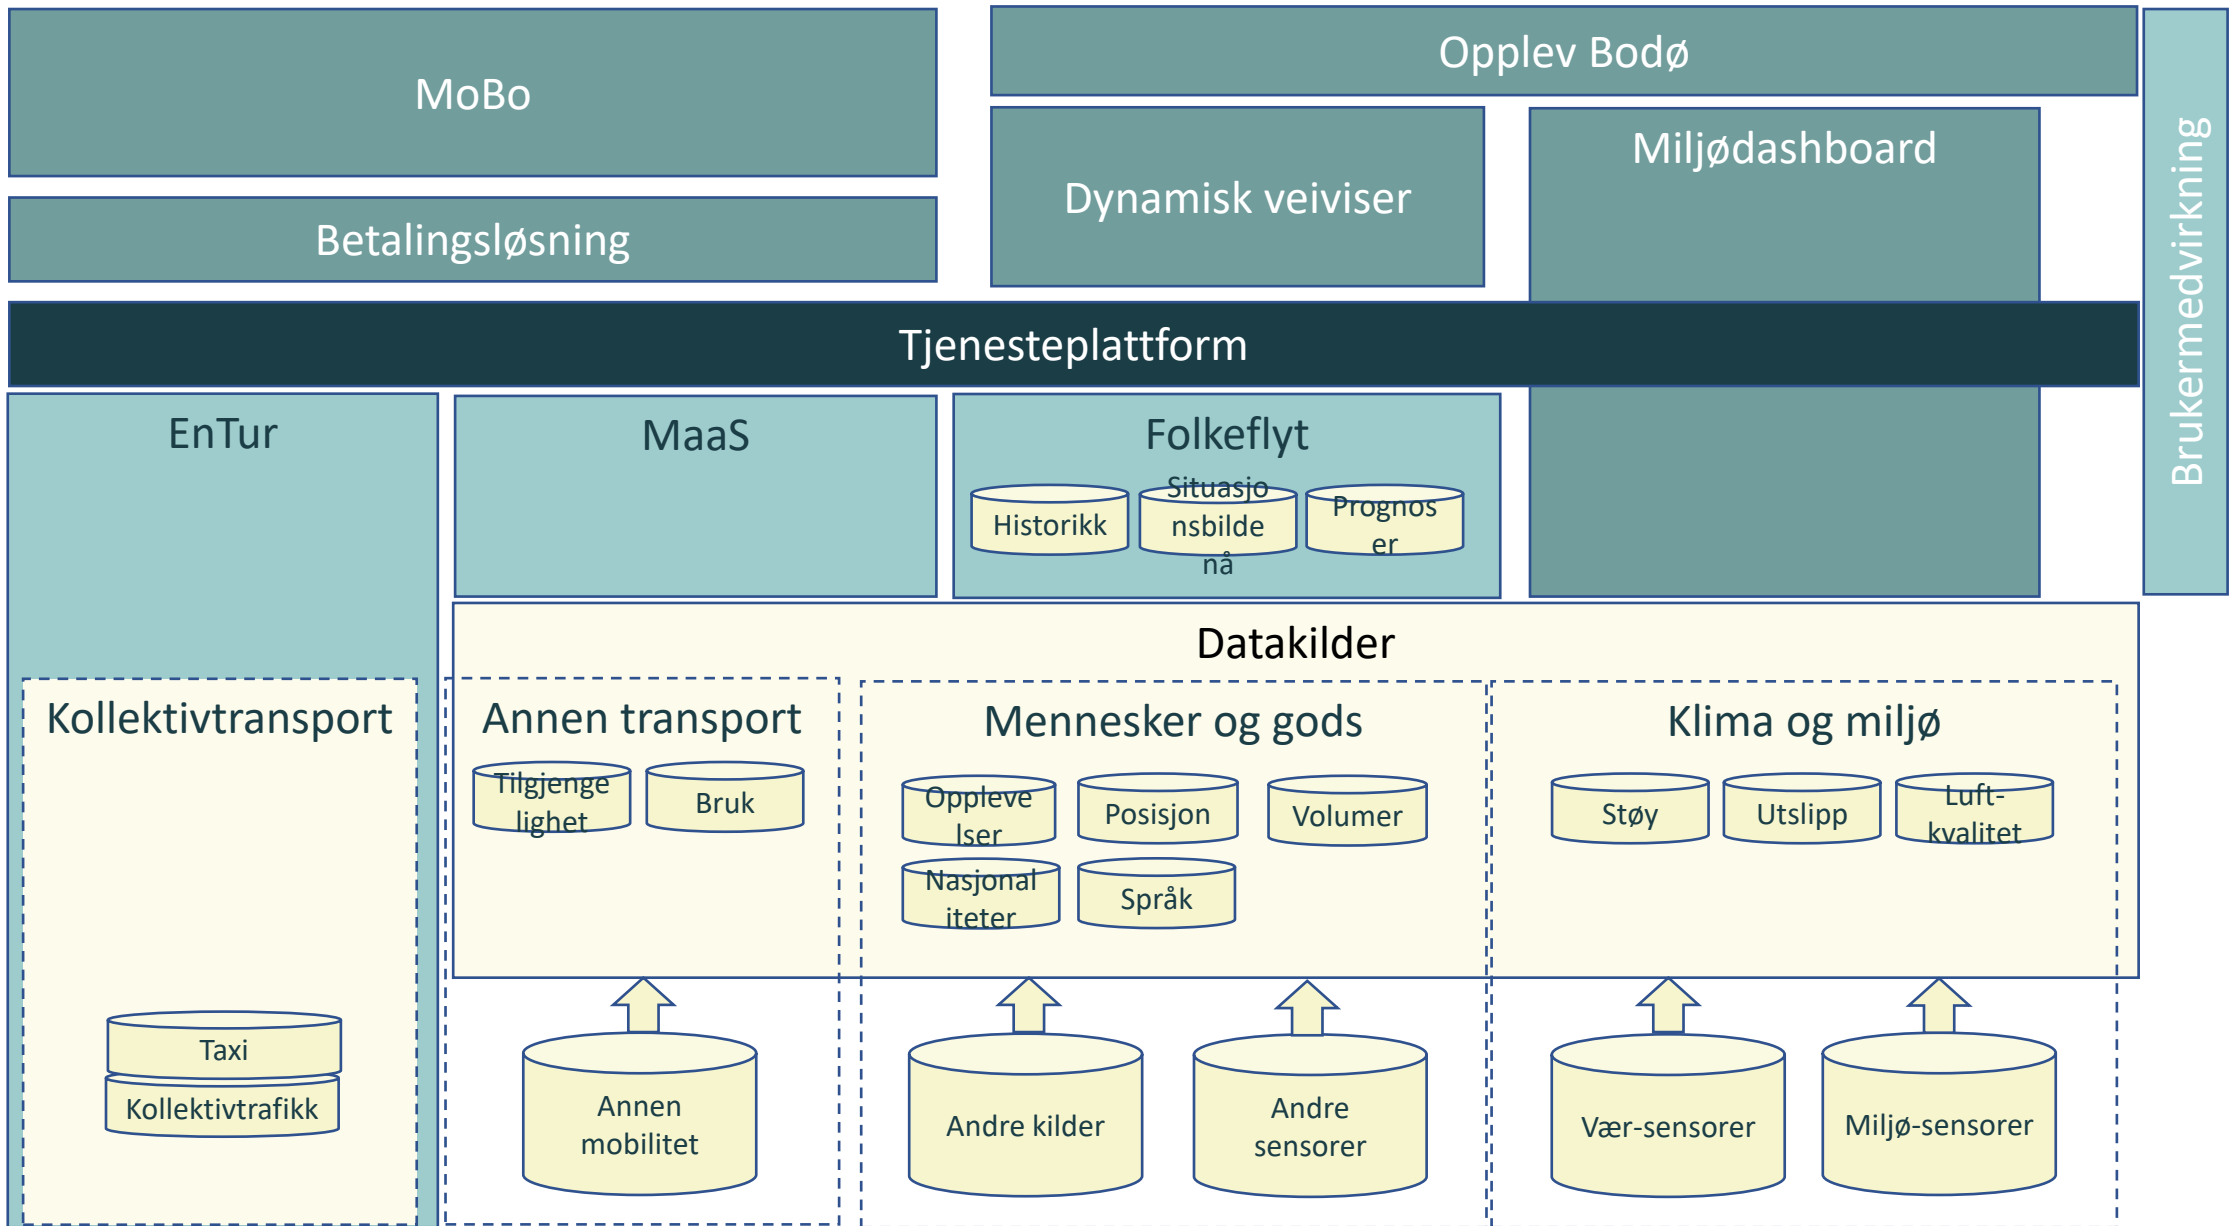 MoBo
Opplev Bodø
Betalingsløsning
Dynamisk veiviser
Miljødashboard
Brukermedvirkning
Tjenesteplattform
EnTur
MaaS
Folkeflyt
Historikk
Situasjo
nsbilde
nå
Prognos
er
Datakilder
Kollektivtransport
Annen transport
Mennesker og gods
Klima og miljø
Tilgjenge
lighet
Bruk
Oppleve
lser
Posisjon
Volumer
Nasjonal
iteter
Språk
Støy
Utslipp
Luft-
kvalitet
Taxi
Kollektivtrafikk
Annen
mobilitet
Andre kilder
Andre
sensorer
Vær-sensorer
Miljø-sensorer